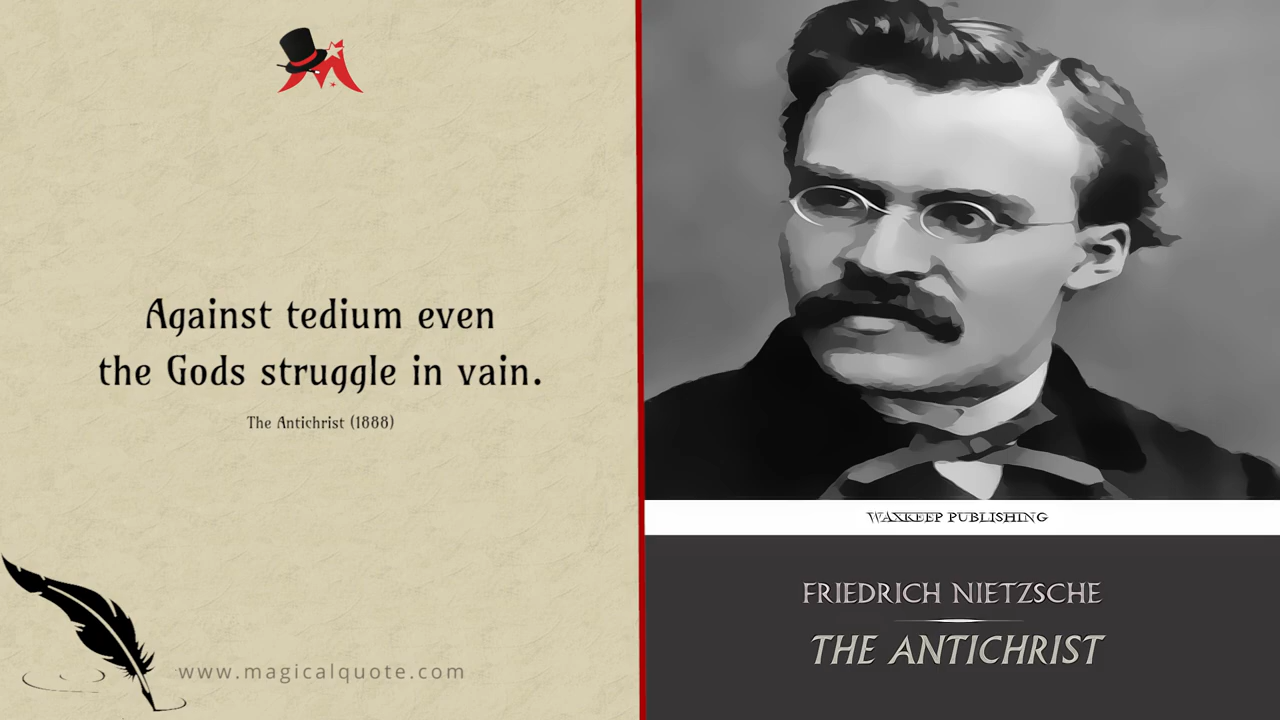 Against tedium even
the Gods struggle in vain.
The Antichrist (1888)
www.magicalquote.com
WAXKEEP PUBLISHING
FRIEDRICH NIETZSCHE
THE ANTICHRIST